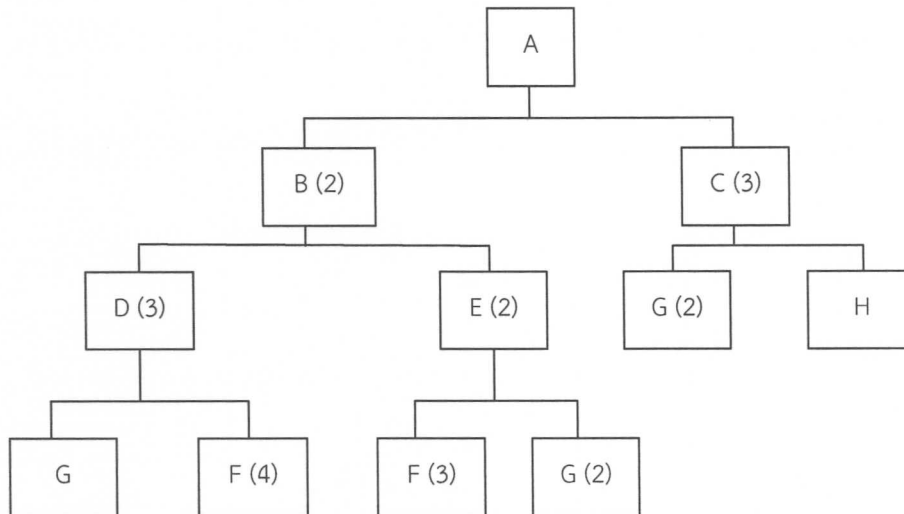 A
B (2)
C (3)
D (3)
E (2)
G (2)
H
G
F (4)
F (3)
G (2)